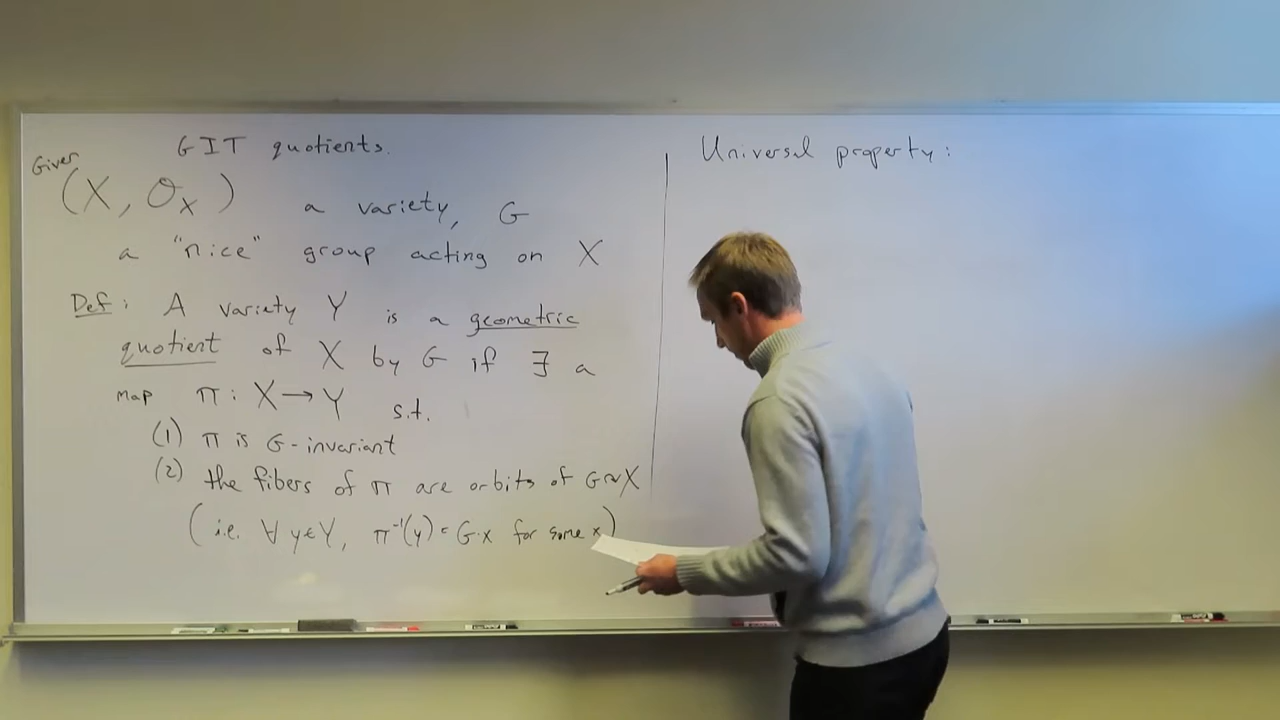 GIT quotients.
Given
(X, O_X) a variety, G
a "nice" group acting on X
Def: A variety Y is a geometric
quotient of X by G if ∃ a
map π: X → Y s.t.
(1) π is G-invariant
(2) the fibers of π are orbits of G↷X
(i.e. ∀ y∈Y, π⁻¹(y) = G·x for some x)
Universal property: